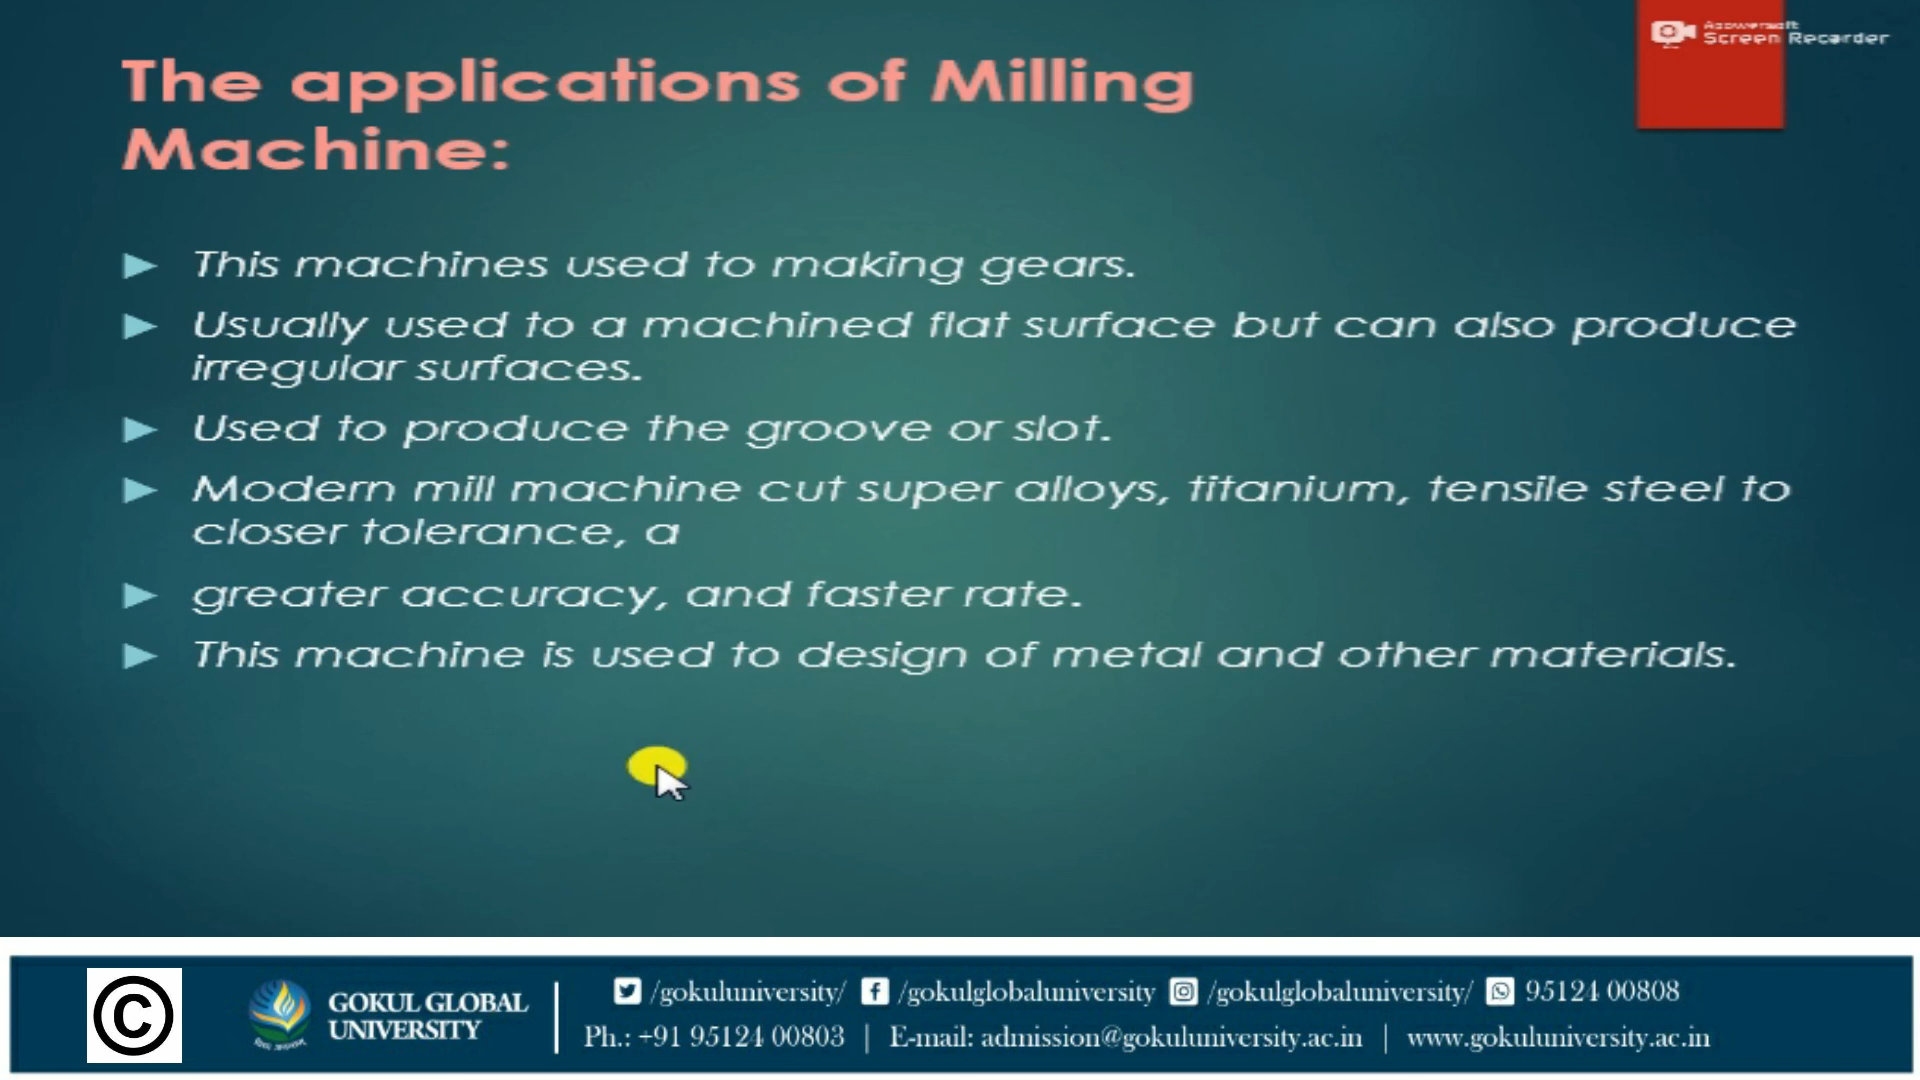 Apowersoft
Screen Recorder
The applications of Milling
Machine:
This machines used to making gears.
Usually used to a machined flat surface but can also produce
irregular surfaces.
Used to produce the groove or slot.
Modern mill machine cut super alloys, titanium, tensile steel to
closer tolerance, a
greater accuracy, and faster rate.
This machine is used to design of metal and other materials.
©
GOKUL GLOBAL
UNIVERSITY
/gokuluniversity/ /gokulglobaluniversity /gokulglobaluniversity/ 95124 00808
Ph.: +91 95124 00803 | E-mail: admission@gokuluniversity.ac.in | www.gokuluniversity.ac.in